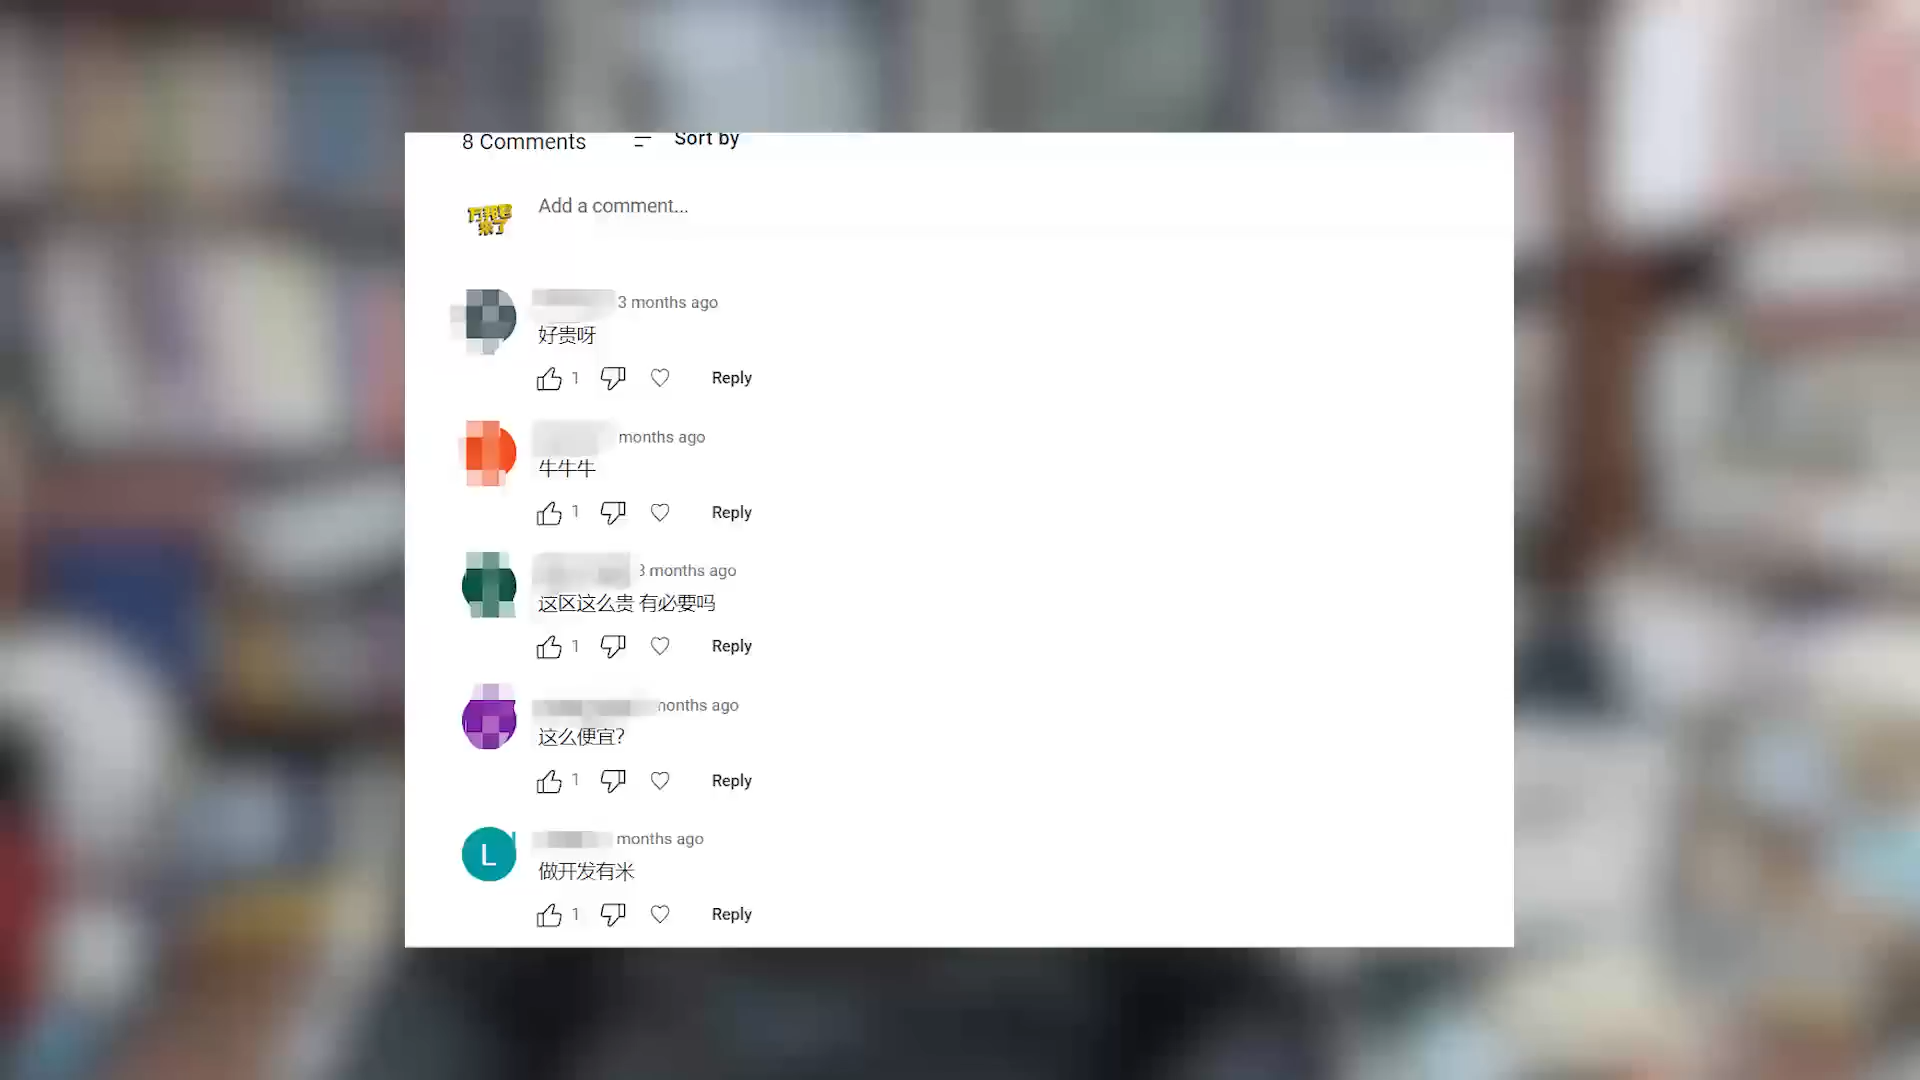 8 Comments
Sort by
Add a comment...
3 months ago
好贵呀
1
Reply
months ago
牛牛牛
1
Reply
3 months ago
这区这么贵 有必要吗
1
Reply
months ago
这么便宜?
1
Reply
L
months ago
做开发有米
1
Reply